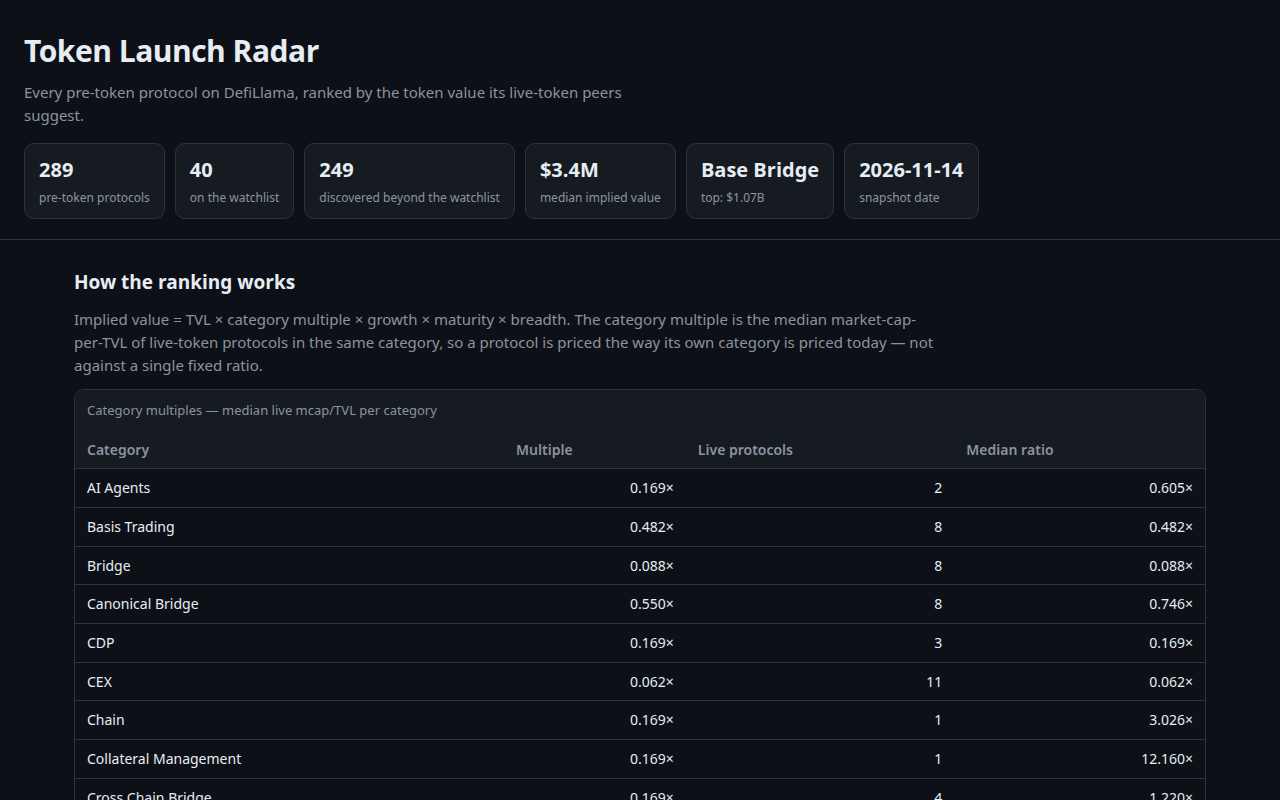 Token Launch Radar
Every pre-token protocol on DefiLlama, ranked by the token value its live-token peers
suggest.
289
pre-token protocols
40
on the watchlist
249
discovered beyond the watchlist
$3.4M
median implied value
Base Bridge
top: $1.07B
2026-11-14
snapshot date
How the ranking works
Implied value = TVL × category multiple × growth × maturity × breadth. The category multiple is the median market-cap-
per-TVL of live-token protocols in the same category, so a protocol is priced the way its own category is priced today — not
against a single fixed ratio.
Category multiples — median live mcap/TVL per category
Category Multiple Live protocols Median ratio
AI Agents 0.169× 2 0.605×
Basis Trading 0.482× 8 0.482×
Bridge 0.088× 8 0.088×
Canonical Bridge 0.550× 8 0.746×
CDP 0.169× 3 0.169×
CEX 0.062× 11 0.062×
Chain 0.169× 1 3.026×
Collateral Management 0.169× 1 12.160×
Cross Chain Bridge 0.169× 4 1.220×